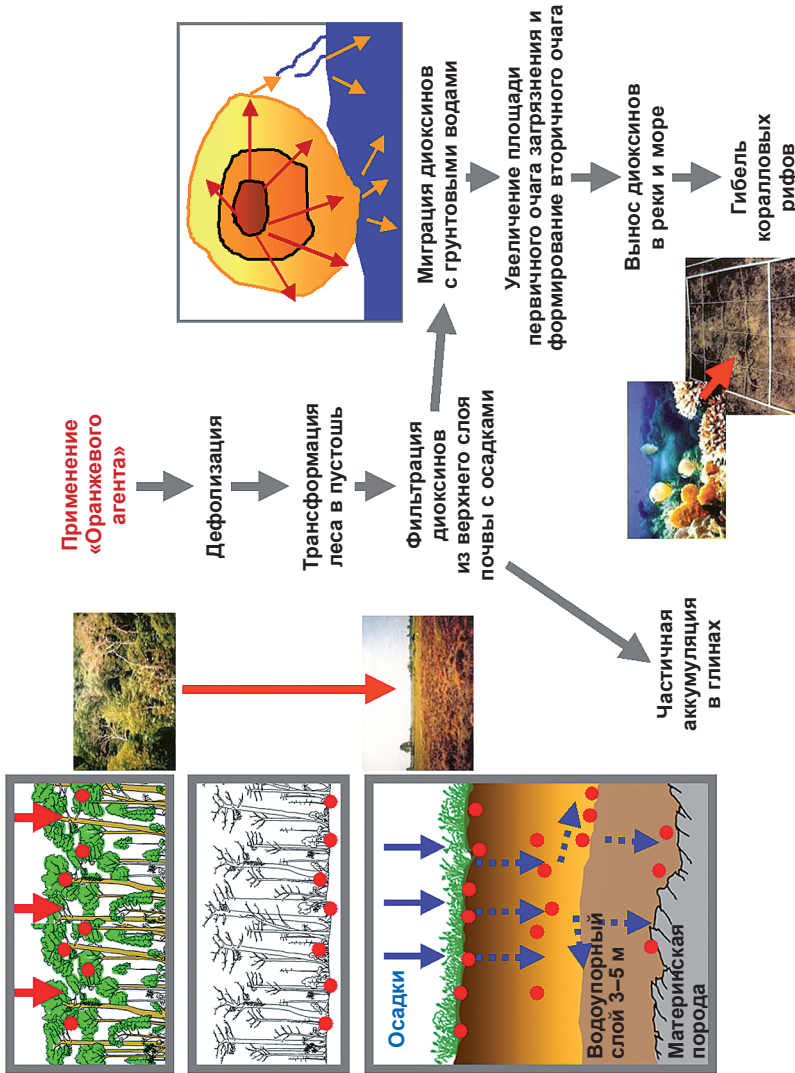 Применение
«Оранжевого
агента»
Дефолизация
Трансформация
леса в пустошь
Фильтрация
диоксинов
из верхнего слоя
почвы с осадками
Миграция диоксинов
с грунтовыми водами
Увеличение площади
первичного очага загрязнения и
формирование вторичного очага
Вынос диоксинов
в реки и море
Гибель
коралловых
рифов
Частичная
аккумуляция
в глинах
Осадки
Водоупорный
слой 3–5 м
Материнская
порода